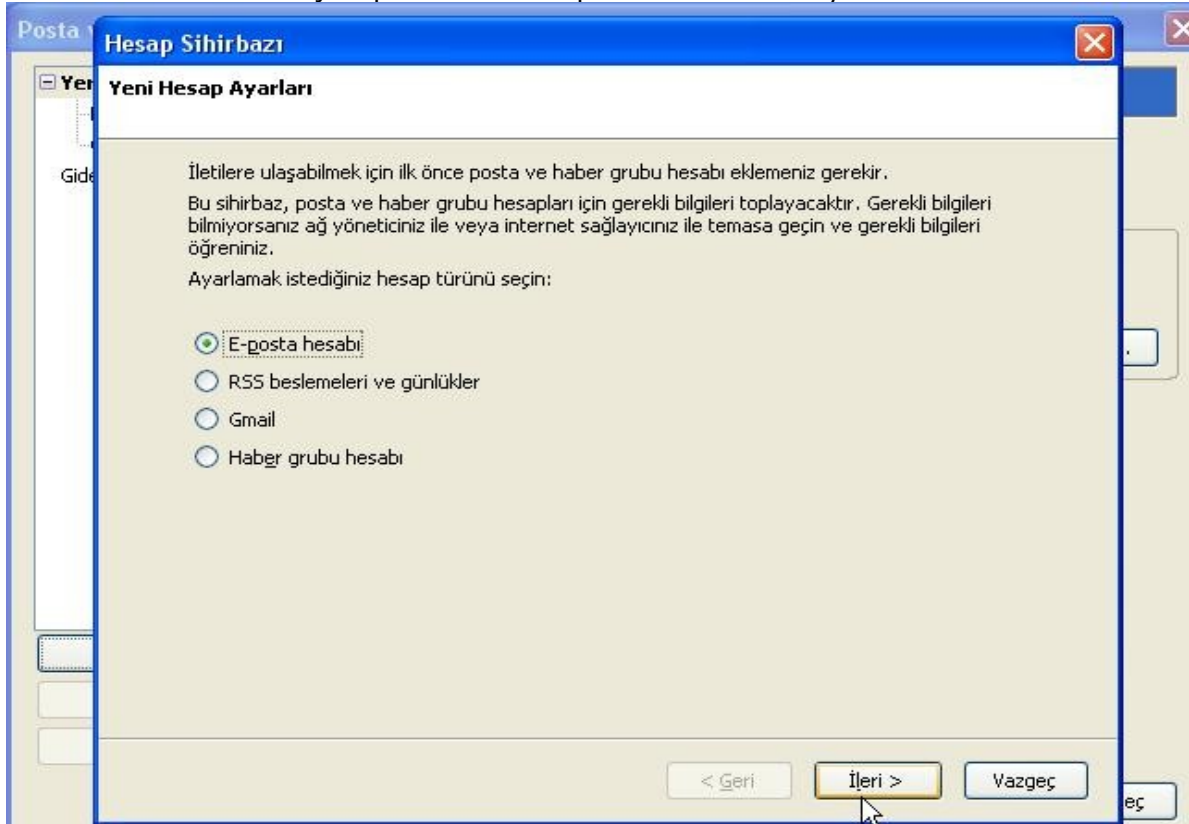 Posta
Hesap Sihirbazı
Yeni Hesap Ayarları
İletilere ulaşabilmek için ilk önce posta ve haber grubu hesabı eklemeniz gerekir.
Bu sihirbaz, posta ve haber grubu hesapları için gerekli bilgileri toplayacaktır. Gerekli bilgileri
bilmiyorsanız ağ yöneticiniz ile veya internet sağlayıcınız ile temasa geçin ve gerekli bilgileri
öğreniniz.
Ayarlamak istediğiniz hesap türünü seçin:
E-posta hesabı
RSS beslemeleri ve günlükler
Gmail
Haber grubu hesabı
< Geri İleri > Vazgeç